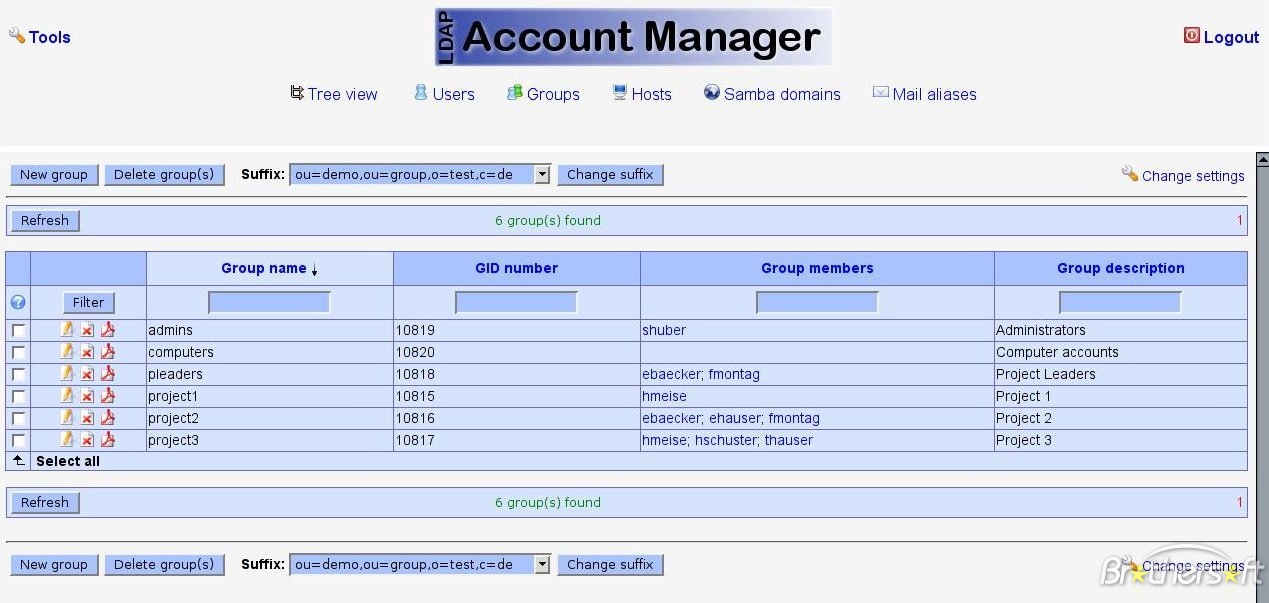 Tools
LDAP Account Manager
Logout
Tree view Users Groups Hosts Samba domains Mail aliases
New group Delete group(s) Suffix: ou=demo,ou=group,o=test,c=de Change suffix Change settings
Refresh 6 group(s) found 1
Group name GID number Group members Group description
Filter
admins 10819 shuber Administrators
computers 10820 Computer accounts
pleaders 10818 ebaecker; fmontag Project Leaders
project1 10815 hmeise Project 1
project2 10816 ebaecker; ehauser; fmontag Project 2
project3 10817 hmeise; hschuster; thauser Project 3
Select all
Refresh 6 group(s) found 1
New group Delete group(s) Suffix: ou=demo,ou=group,o=test,c=de Change suffix Change settings
Brothersoft